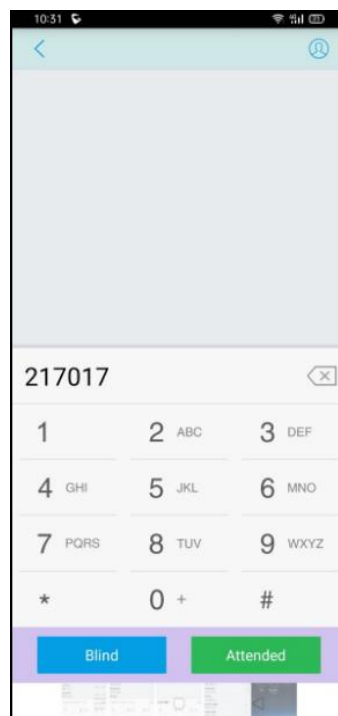 10:31
217017
1 2 ABC 3 DEF
4 GHI 5 JKL 6 MNO
7 PQRS 8 TUV 9 WXYZ
* 0 + #
Blind Attended